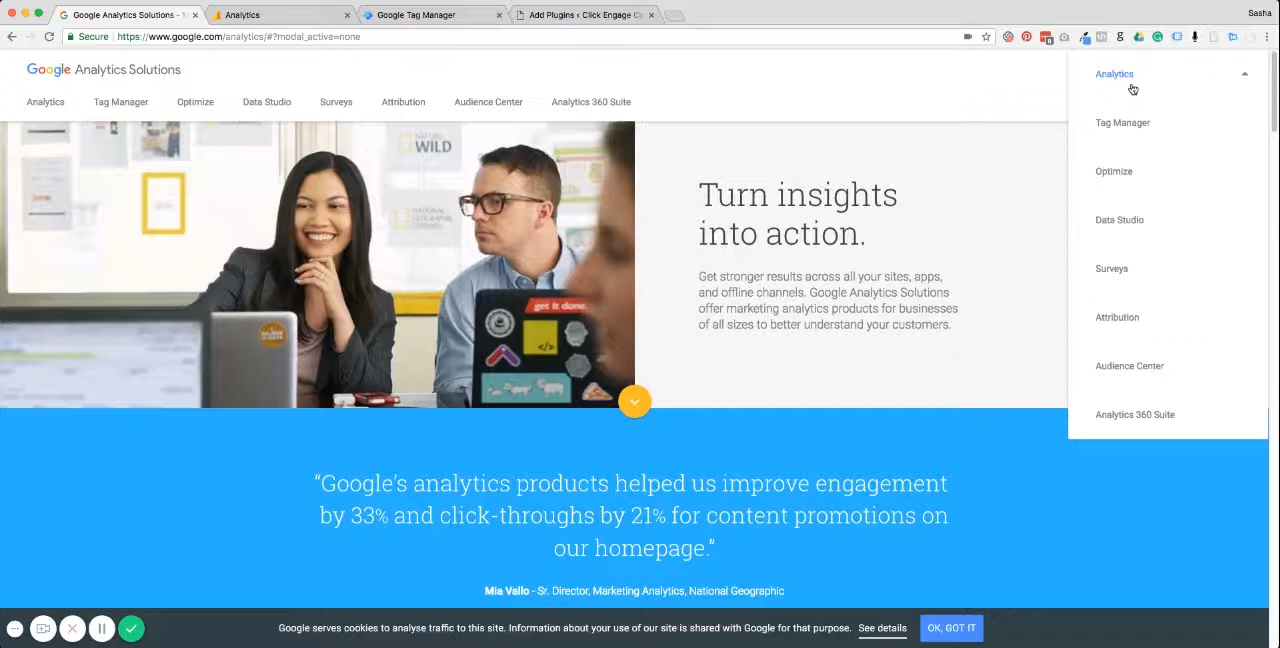 Google Analytics Solutions - M
Analytics
Google Tag Manager
Add Plugins ‹ Click Engage C
Sasha
Secure
https://www.google.com/analytics/#?modal_active=none
Google Analytics Solutions
Analytics
Tag Manager
Optimize
Data Studio
Surveys
Attribution
Audience Center
Analytics 360 Suite
WILD
get it done.
Turn insights
into action.
Get stronger results across all your sites, apps,
and offline channels. Google Analytics Solutions
offer marketing analytics products for businesses
of all sizes to better understand your customers.
Analytics
Tag Manager
Optimize
Data Studio
Surveys
Attribution
Audience Center
Analytics 360 Suite
“Google's analytics products helped us improve engagement
by 33% and click-throughs by 21% for content promotions on
our homepage.”
Mia Vallo - Sr. Director, Marketing Analytics, National Geographic
Google serves cookies to analyse traffic to this site. Information about your use of our site is shared with Google for that purpose. See details
OK, GOT IT